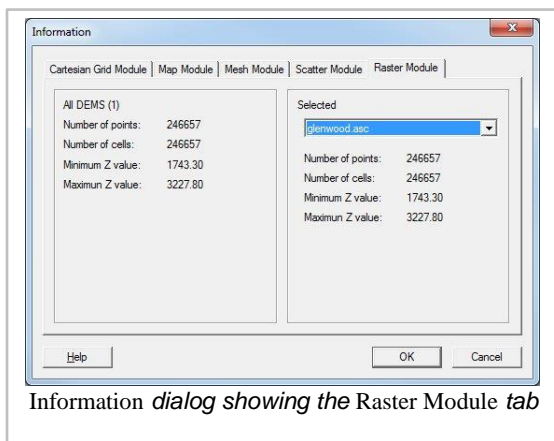 Information
Cartesian Grid Module Map Module Mesh Module Scatter Module Raster Module
All DEMS (1)
Number of points: 246657
Number of cells: 246657
Minimum Z value: 1743.30
Maximun Z value: 3227.80
Selected
glenwood.asc
Number of points: 246657
Number of cells: 246657
Minimum Z value: 1743.30
Maximun Z value: 3227.80
Help
OK Cancel
Information dialog showing the Raster Module tab